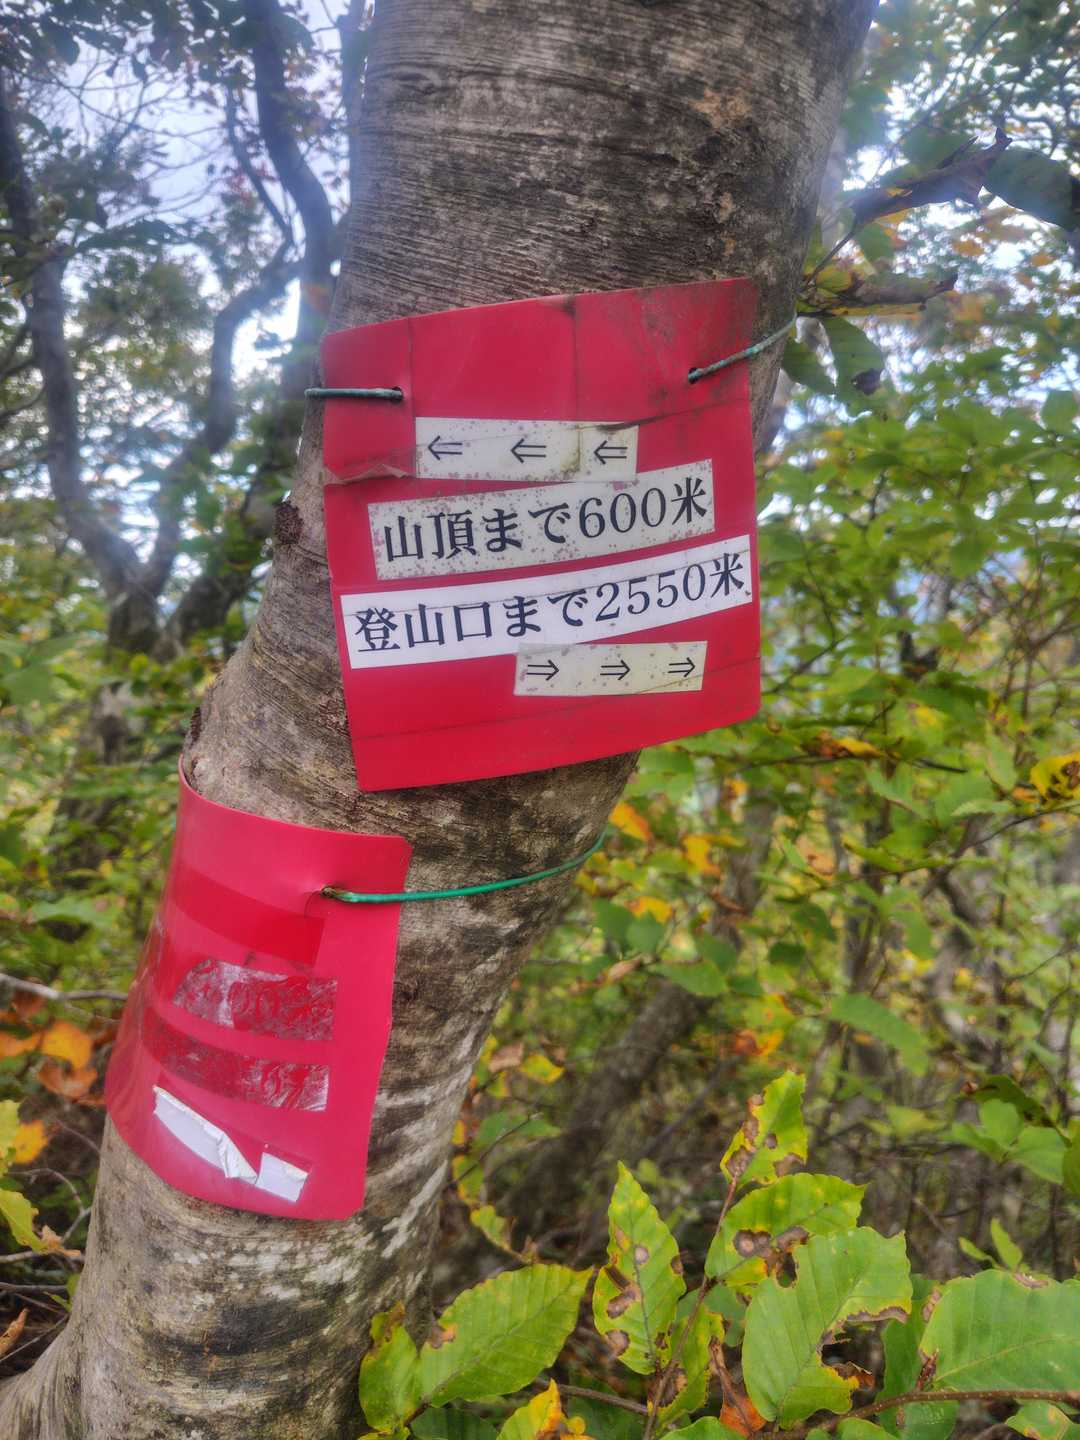 ⇐ ⇐ ⇐
山頂まで600米
登山口まで2550米
⇒ ⇒ ⇒